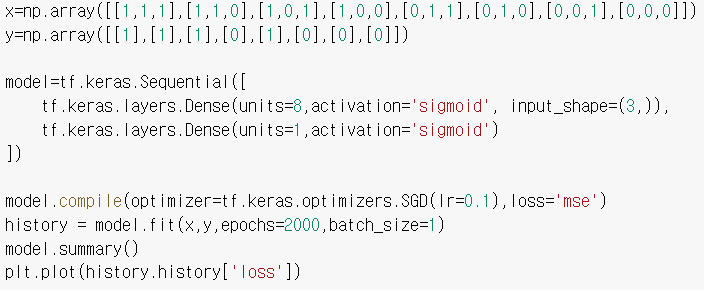 x=np.array([[1,1,1],[1,1,0],[1,0,1],[1,0,0],[0,1,1],[0,1,0],[0,0,1],[0,0,0]])
y=np.array([[1],[1],[1],[0],[1],[0],[0],[0]])

model=tf.keras.Sequential([
    tf.keras.layers.Dense(units=8,activation='sigmoid', input_shape=(3,)),
    tf.keras.layers.Dense(units=1,activation='sigmoid')
])

model.compile(optimizer=tf.keras.optimizers.SGD(lr=0.1),loss='mse')
history = model.fit(x,y,epochs=2000,batch_size=1)
model.summary()
plt.plot(history.history['loss'])